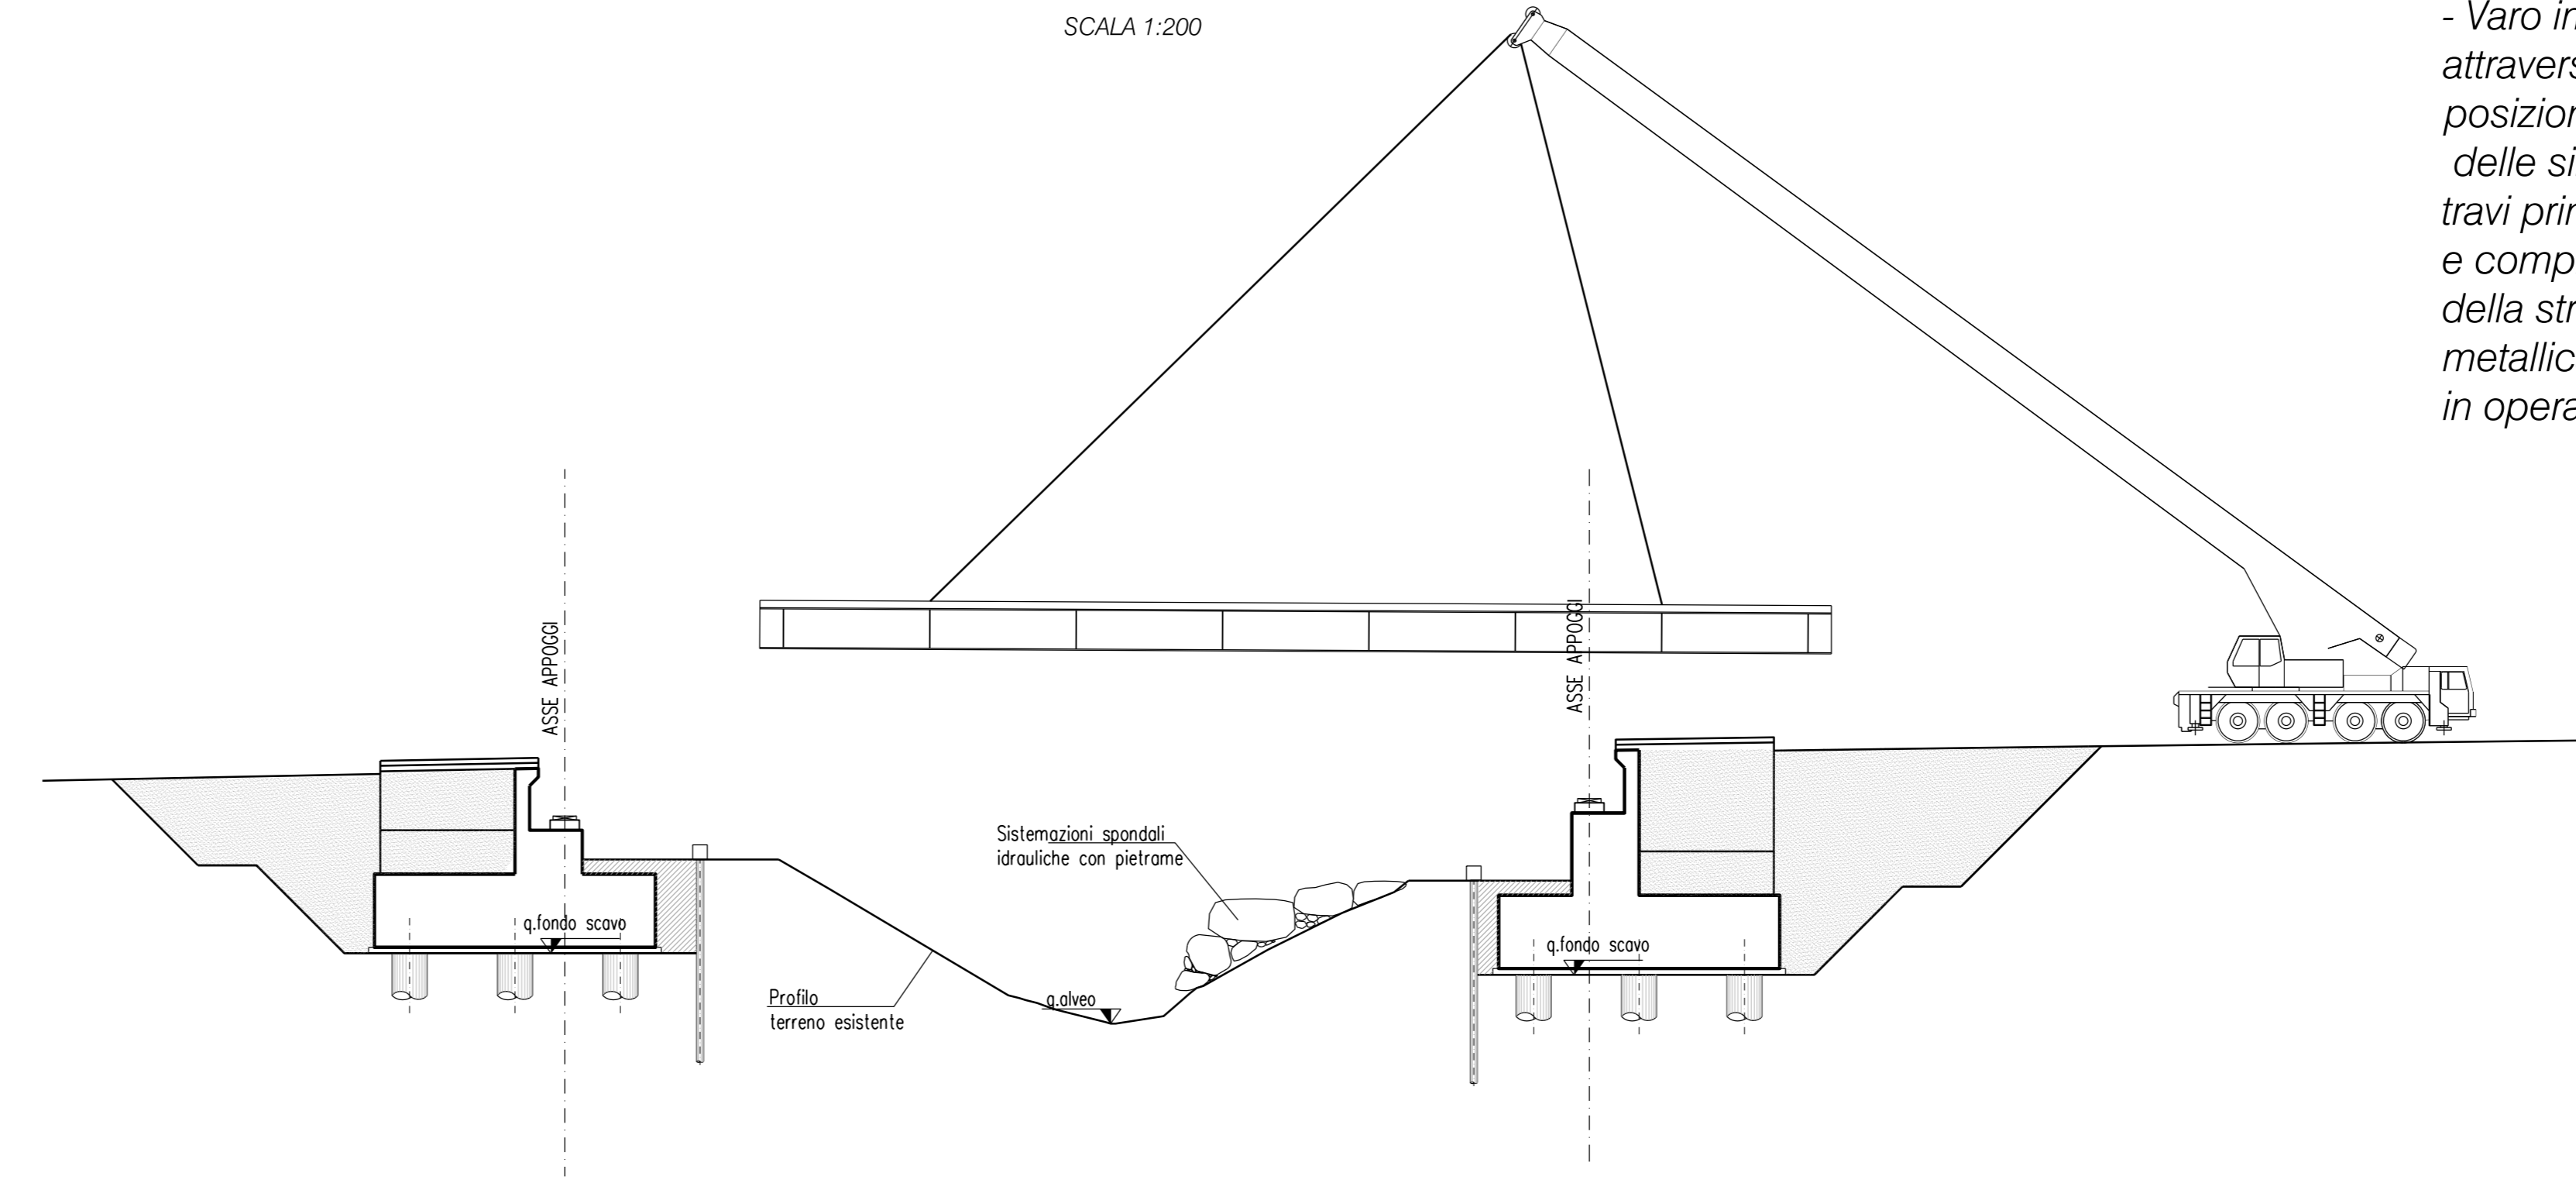 SCALA 1:200
- Varo in
attravers
posizion
delle si
travi prin
e comp
della str
metallic
in opera
ASSE APPOGGI
ASSE APPOGGI
Sistemazioni spondali
idrauliche con pietrame
q.fondo scavo
q.fondo scavo
Profilo
terreno esistente
q.alveo